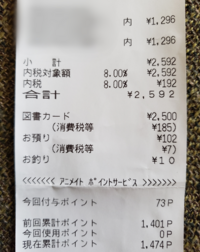 内 ¥1,296
内 ¥1,296
小 計 ¥2,592
内税対象額 8.00% ¥2,592
内税 8.00% ¥192
合計 ¥2,592
図書カード ¥2,500
(消費税等 ¥185)
お預り ¥102
(消費税等 ¥7)
お釣り ¥10
<<<<<<< アニメイト ポイントサービス >>>>>>>
今回付与ポイント 73P
前回累計ポイント 1,401P
今回使用ポイント 0P
現在累計ポイント 1,474P